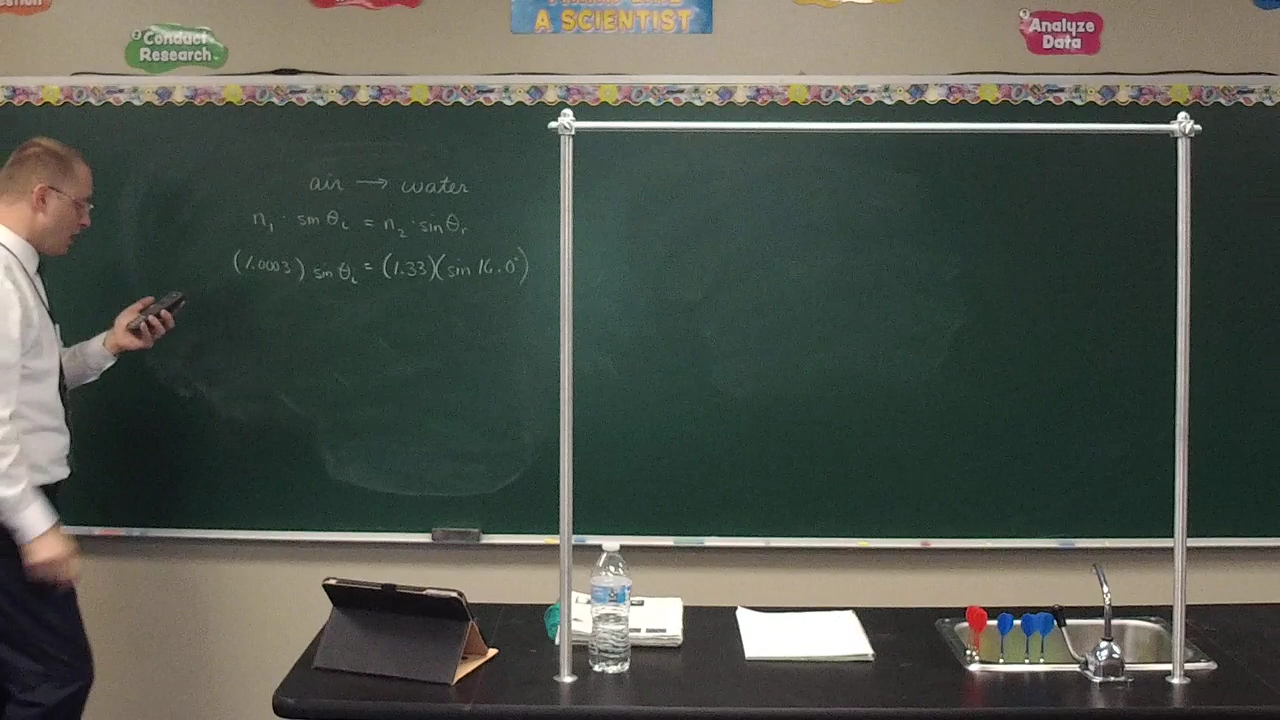 A SCIENTIST
Conduct
Research
Analyze
Data
air → water
n₁ · sin θᵢ = n₂ · sin θᵣ
(1.0003) sin θᵢ = (1.33)(sin 16.0°)